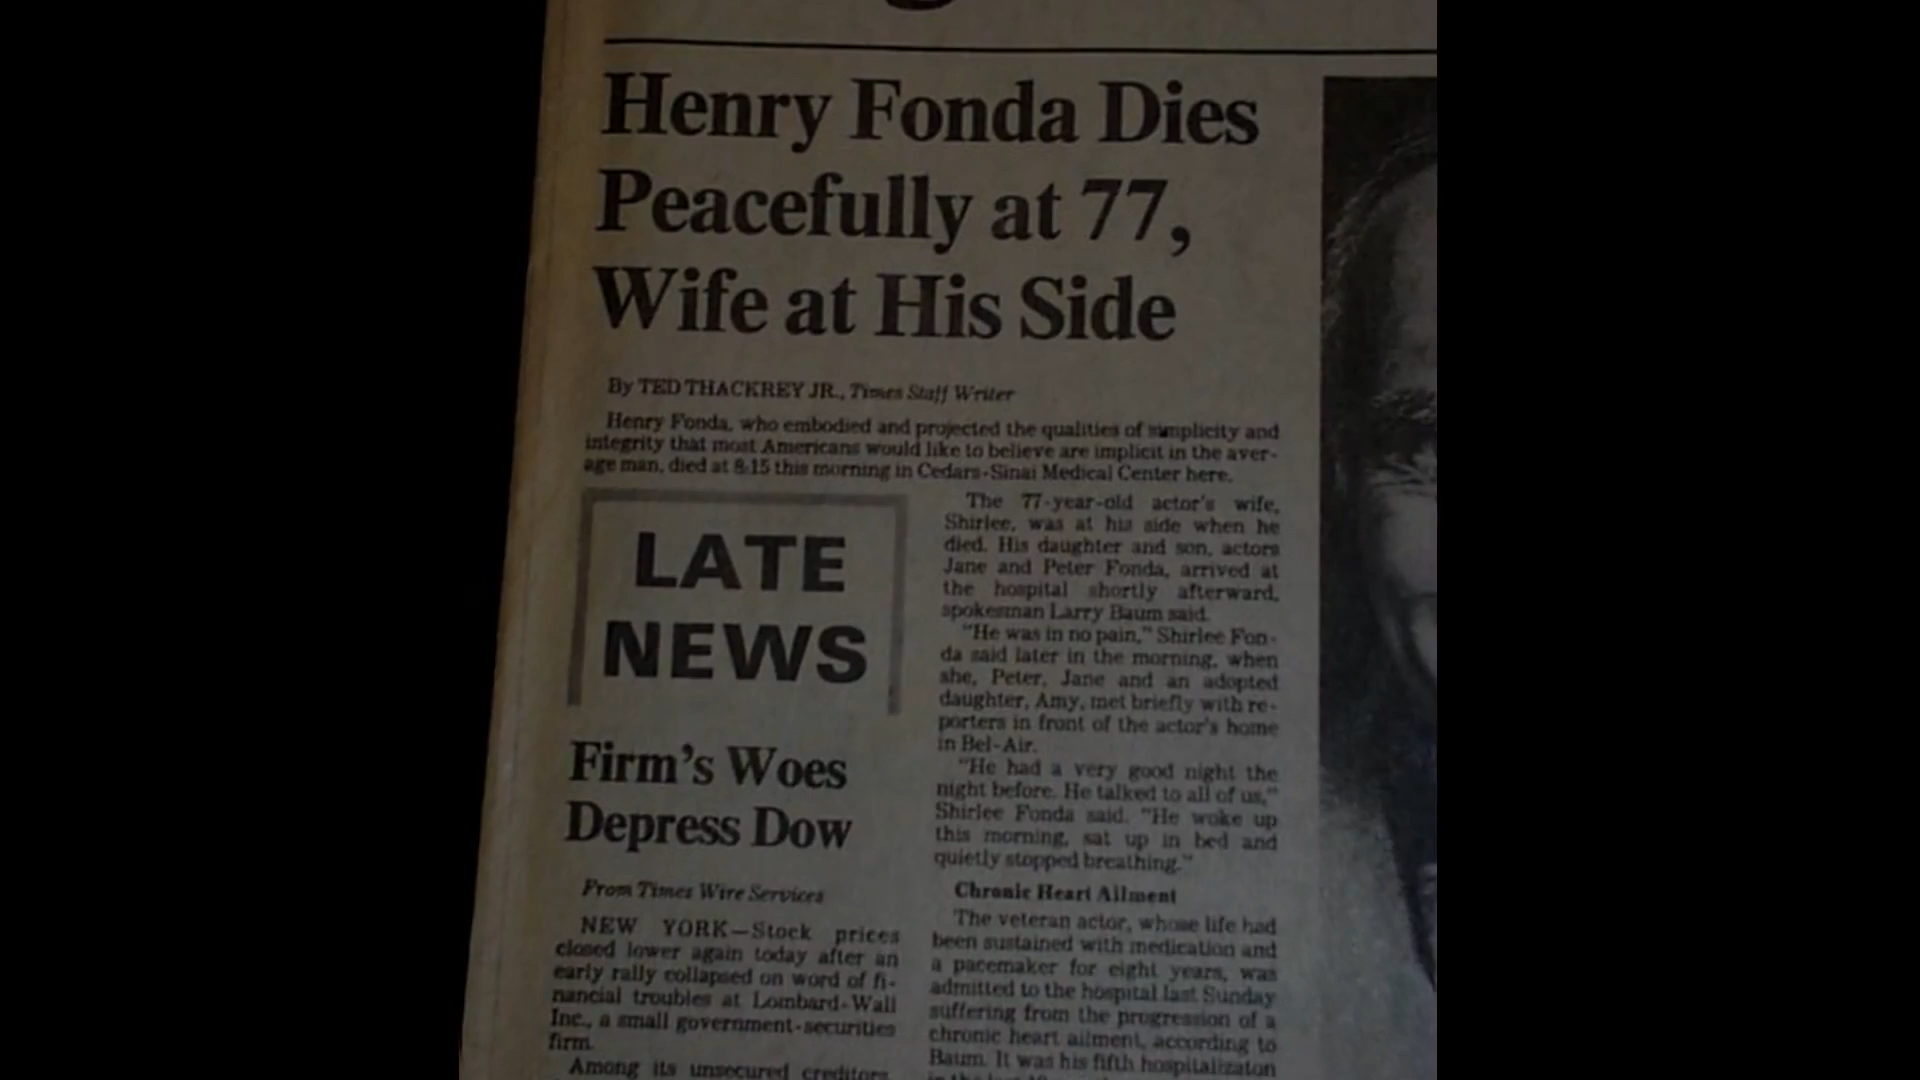 Henry Fonda Dies
Peacefully at 77,
Wife at His Side
By TED THACKREY JR., Times Staff Writer
Henry Fonda, who embodied and projected the qualities of simplicity and
integrity that most Americans would like to believe are implicit in the aver-
age man, died at 8:15 this morning in Cedars-Sinai Medical Center here.
The 77-year-old actor's wife,
Shirlee, was at his side when he
died. His daughter and son, actors
Jane and Peter Fonda, arrived at
the hospital shortly afterward,
spokesman Larry Baum said.
"He was in no pain," Shirlee Fon-
da said later in the morning, when
she, Peter, Jane and an adopted
daughter, Amy, met briefly with re-
porters in front of the actor's home
in Bel-Air.
"He had a very good night the
night before. He talked to all of us,"
Shirlee Fonda said. "He woke up
this morning, sat up in bed and
quietly stopped breathing."
Chronic Heart Ailment
The veteran actor, whose life had
been sustained with medication and
a pacemaker for eight years, was
admitted to the hospital last Sunday
suffering from the progression of a
chronic heart ailment, according to
Baum. It was his fifth hospitalizaton
LATE
NEWS
Firm's Woes
Depress Dow
From Times Wire Services
NEW YORK—Stock prices
closed lower again today after an
early rally collapsed on word of fi-
nancial troubles at Lombard-Wall
Inc., a small government-securities
firm.
Among its unsecured creditors,